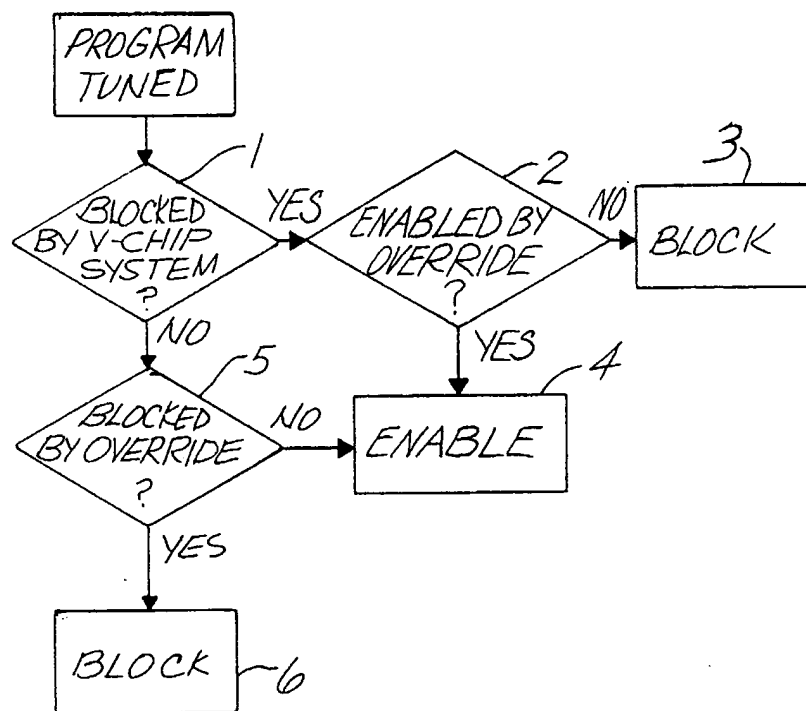 PROGRAM
TUNED
1
BLOCKED
BY V-CHIP
SYSTEM
?
YES
2
ENABLED BY
OVERRIDE
?
NO
3
BLOCK
NO
YES
5
BLOCKED
BY OVERRIDE
?
NO
4
ENABLE
YES
BLOCK
6